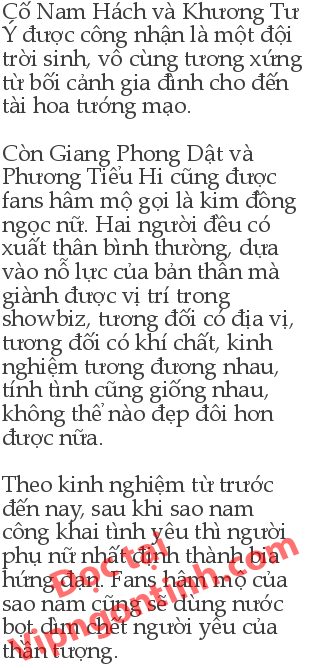 Cố Nam Hách và Khương Tư
Ý được công nhận là một đội
trời sinh, vô cùng tương xứng
từ bối cảnh gia đình cho đến
tài hoa tướng mạo.
Còn Giang Phong Dật và
Phương Tiểu Hi cũng được
fans hâm mộ gọi là kim đồng
ngọc nữ. Hai người đều có
xuất thân bình thường, dựa
vào nỗ lực của bản thân mà
giành được vị trí trong
showbiz, tương đối có địa vị,
tương đối có khí chất, kinh
nghiệm tương đương nhau,
tính tình cũng giống nhau,
không thể nào đẹp đôi hơn
được nữa.
Theo kinh nghiệm từ trước
đến nay, sau khi sao nam
công khai tình yêu thì người
phụ nữ nhất định thành bia
hứng đạn. Fans hâm mộ của
sao nam cũng sẽ dùng nước
bọt dìm chết người yêu của
thần tượng.
Đọc tại
Vipngontinh.com